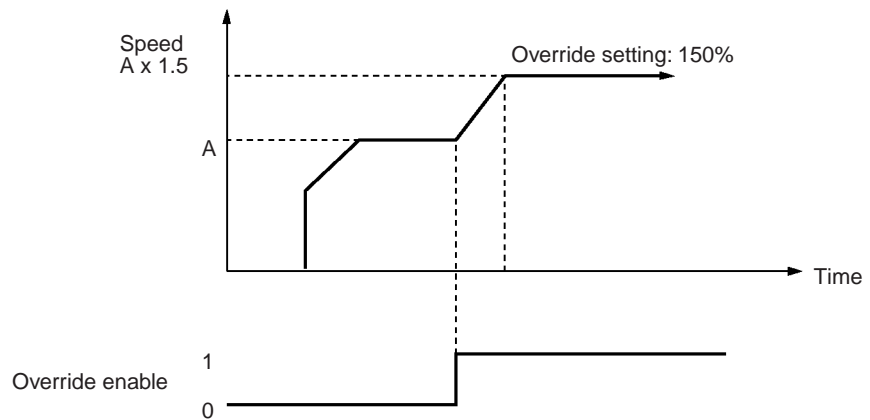 Speed
A x 1.5
Override setting: 150%
A
Time
1
Override enable
0